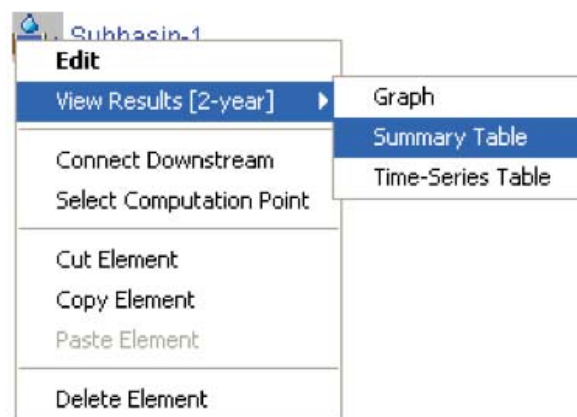 Subbasin-1
Edit
View Results [2-year]
Graph
Summary Table
Time-Series Table
Connect Downstream
Select Computation Point
Cut Element
Copy Element
Paste Element
Delete Element